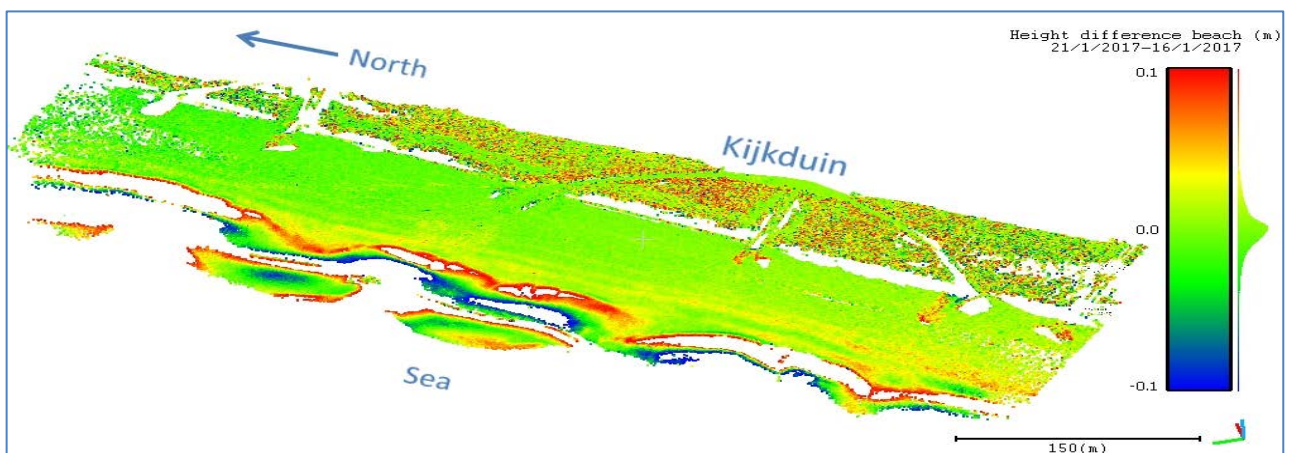 Height difference beach (m)
21/1/2017-16/1/2017
North
0.1
Kijkduin
0.0
Sea
-0.1
150(m)